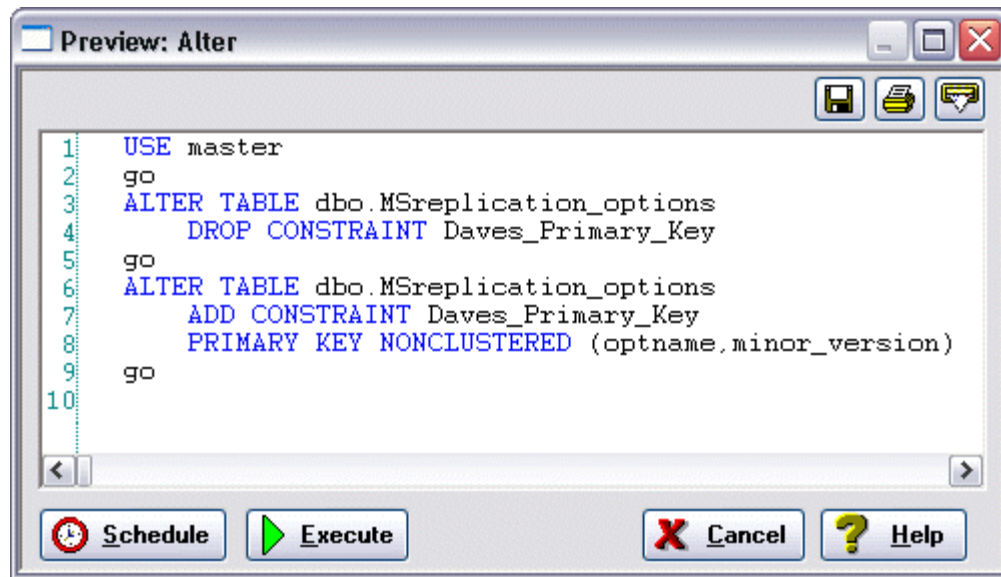 Preview: Alter
1 USE master
2 go
3 ALTER TABLE dbo.MSreplication_options
4 DROP CONSTRAINT Daves_Primary_Key
5 go
6 ALTER TABLE dbo.MSreplication_options
7 ADD CONSTRAINT Daves_Primary_Key
8 PRIMARY KEY NONCLUSTERED (optname,minor_version)
9 go
10
Schedule Execute Cancel Help